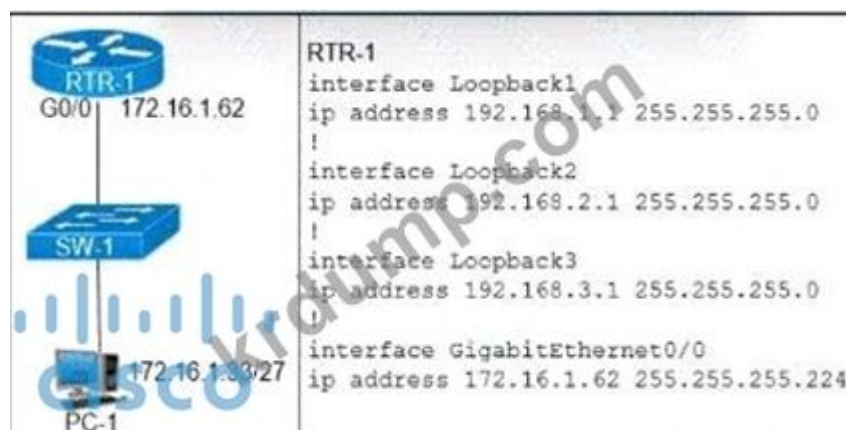 RTR-1
G0/0 172.16.1.62
SW-1
172.16.1.33/27
PC-1
RTR-1
interface Loopback1
ip address 192.168.1.1 255.255.255.0
!
interface Loopback2
ip address 192.168.2.1 255.255.255.0
!
interface Loopback3
ip address 192.168.3.1 255.255.255.0
!
interface GigabitEthernet0/0
ip address 172.16.1.62 255.255.255.224
krdump.com
cisco